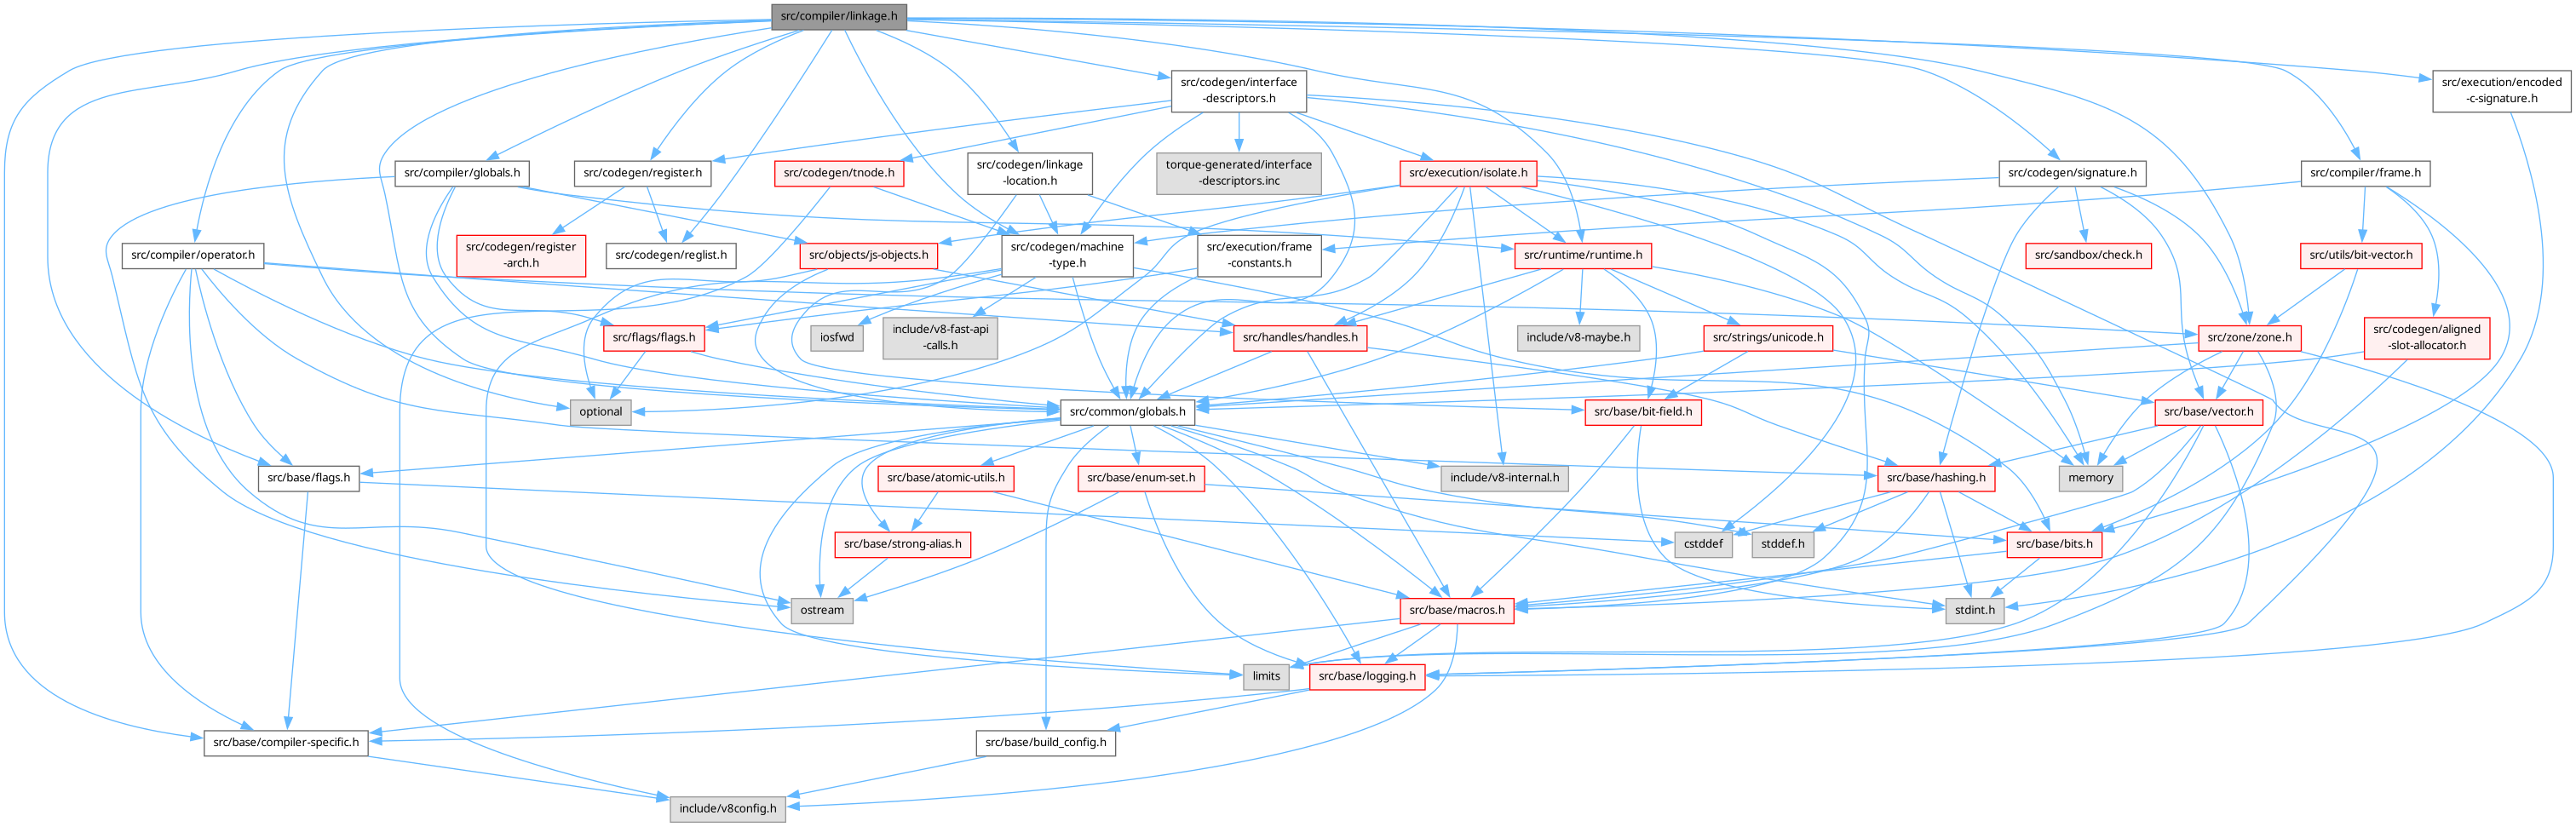 src/compiler/linkage.h
src/codegen/interface
-descriptors.h
src/execution/encoded
-c-signature.h
src/compiler/globals.h
src/codegen/register.h
src/codegen/tnode.h
src/codegen/linkage
-location.h
torque-generated/interface
-descriptors.inc
src/execution/isolate.h
src/codegen/signature.h
src/compiler/frame.h
src/compiler/operator.h
src/codegen/register
-arch.h
src/codegen/reglist.h
src/objects/js-objects.h
src/codegen/machine
-type.h
src/execution/frame
-constants.h
src/runtime/runtime.h
src/sandbox/check.h
src/utils/bit-vector.h
src/flags/flags.h
iosfwd
include/v8-fast-api
-calls.h
src/handles/handles.h
include/v8-maybe.h
src/strings/unicode.h
src/zone/zone.h
src/codegen/aligned
-slot-allocator.h
optional
src/common/globals.h
src/base/bit-field.h
src/base/vector.h
src/base/flags.h
src/base/atomic-utils.h
src/base/enum-set.h
include/v8-internal.h
src/base/hashing.h
memory
src/base/strong-alias.h
cstddef
stddef.h
src/base/bits.h
ostream
src/base/macros.h
stdint.h
limits
src/base/logging.h
src/base/compiler-specific.h
src/base/build_config.h
include/v8config.h